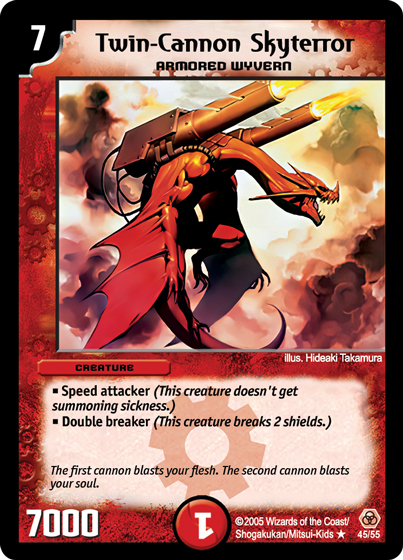 7
Twin-Cannon Skyterror
ARMORED WYVERN
illus. Hideaki Takamura
CREATURE
▪ Speed attacker (This creature doesn't get
summoning sickness.)
▪ Double breaker (This creature breaks 2 shields.)
The first cannon blasts your flesh. The second cannon blasts
your soul.
7000
1
©2005 Wizards of the Coast/
Shogakukan/Mitsui-Kids ★ 45/55